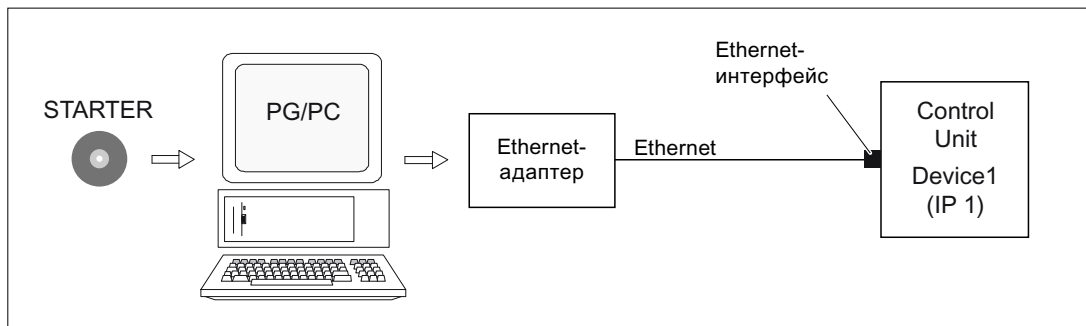 STARTER
PG/PC
Ethernet-
адаптер
Ethernet
Ethernet-
интерфейс
Control
Unit
Device1
(IP 1)